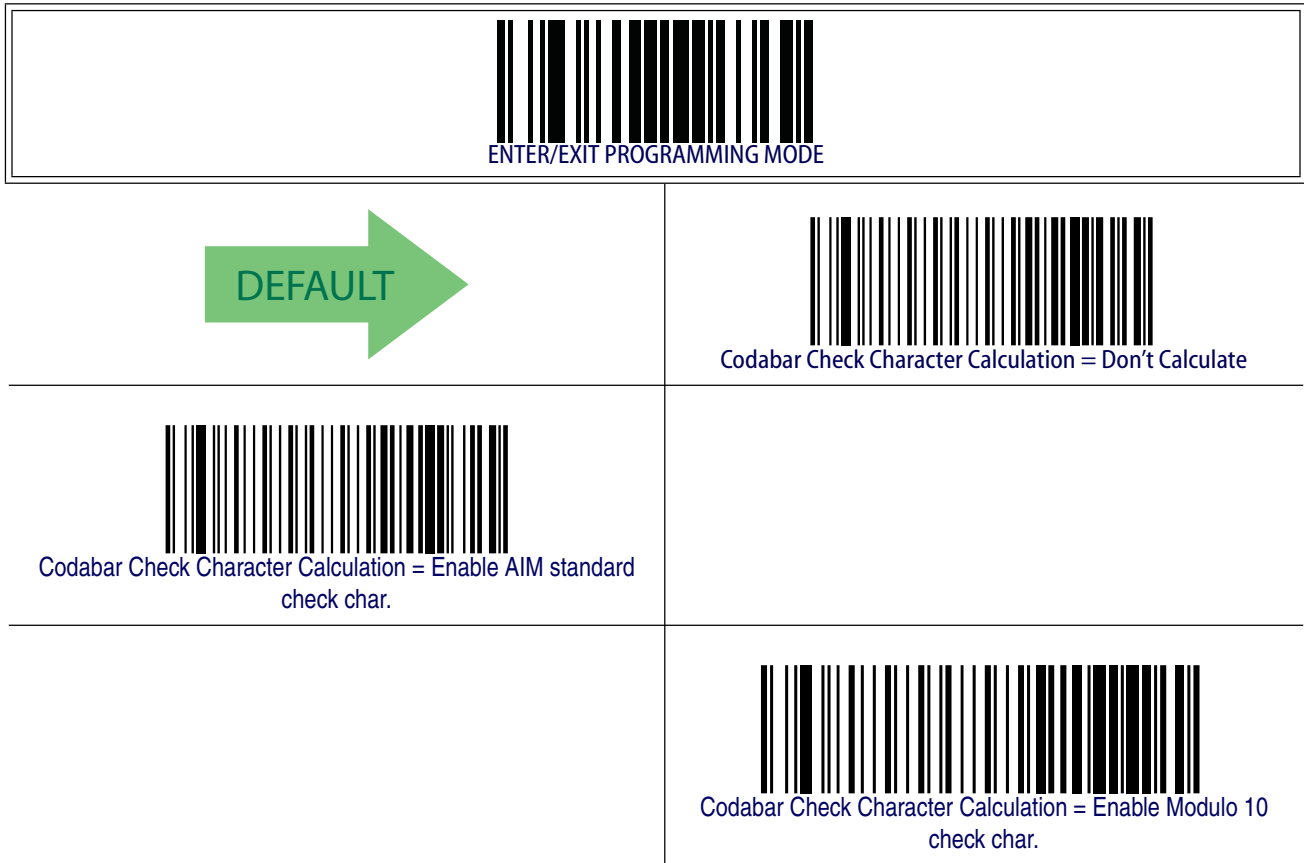 ENTER/EXIT PROGRAMMING MODE
DEFAULT
Codabar Check Character Calculation = Don't Calculate
Codabar Check Character Calculation = Enable AIM standard
check char.
Codabar Check Character Calculation = Enable Modulo 10
check char.